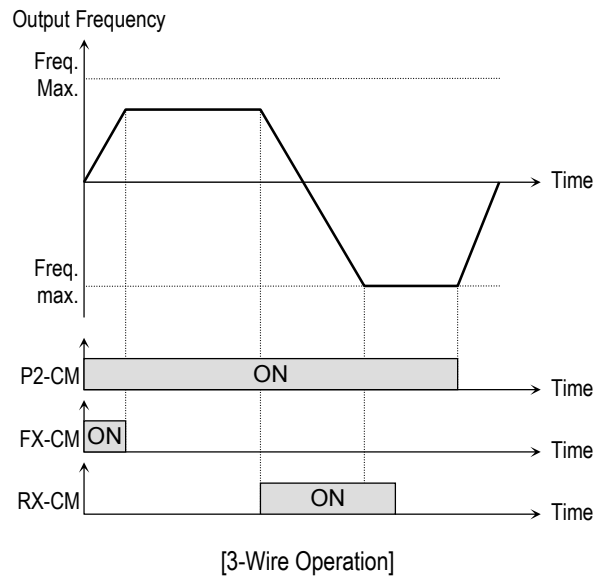 Output Frequency
Freq.
Max.
Time
Freq.
max.
P2-CM
ON
Time
FX-CM
ON
Time
RX-CM
ON
Time
[3-Wire Operation]